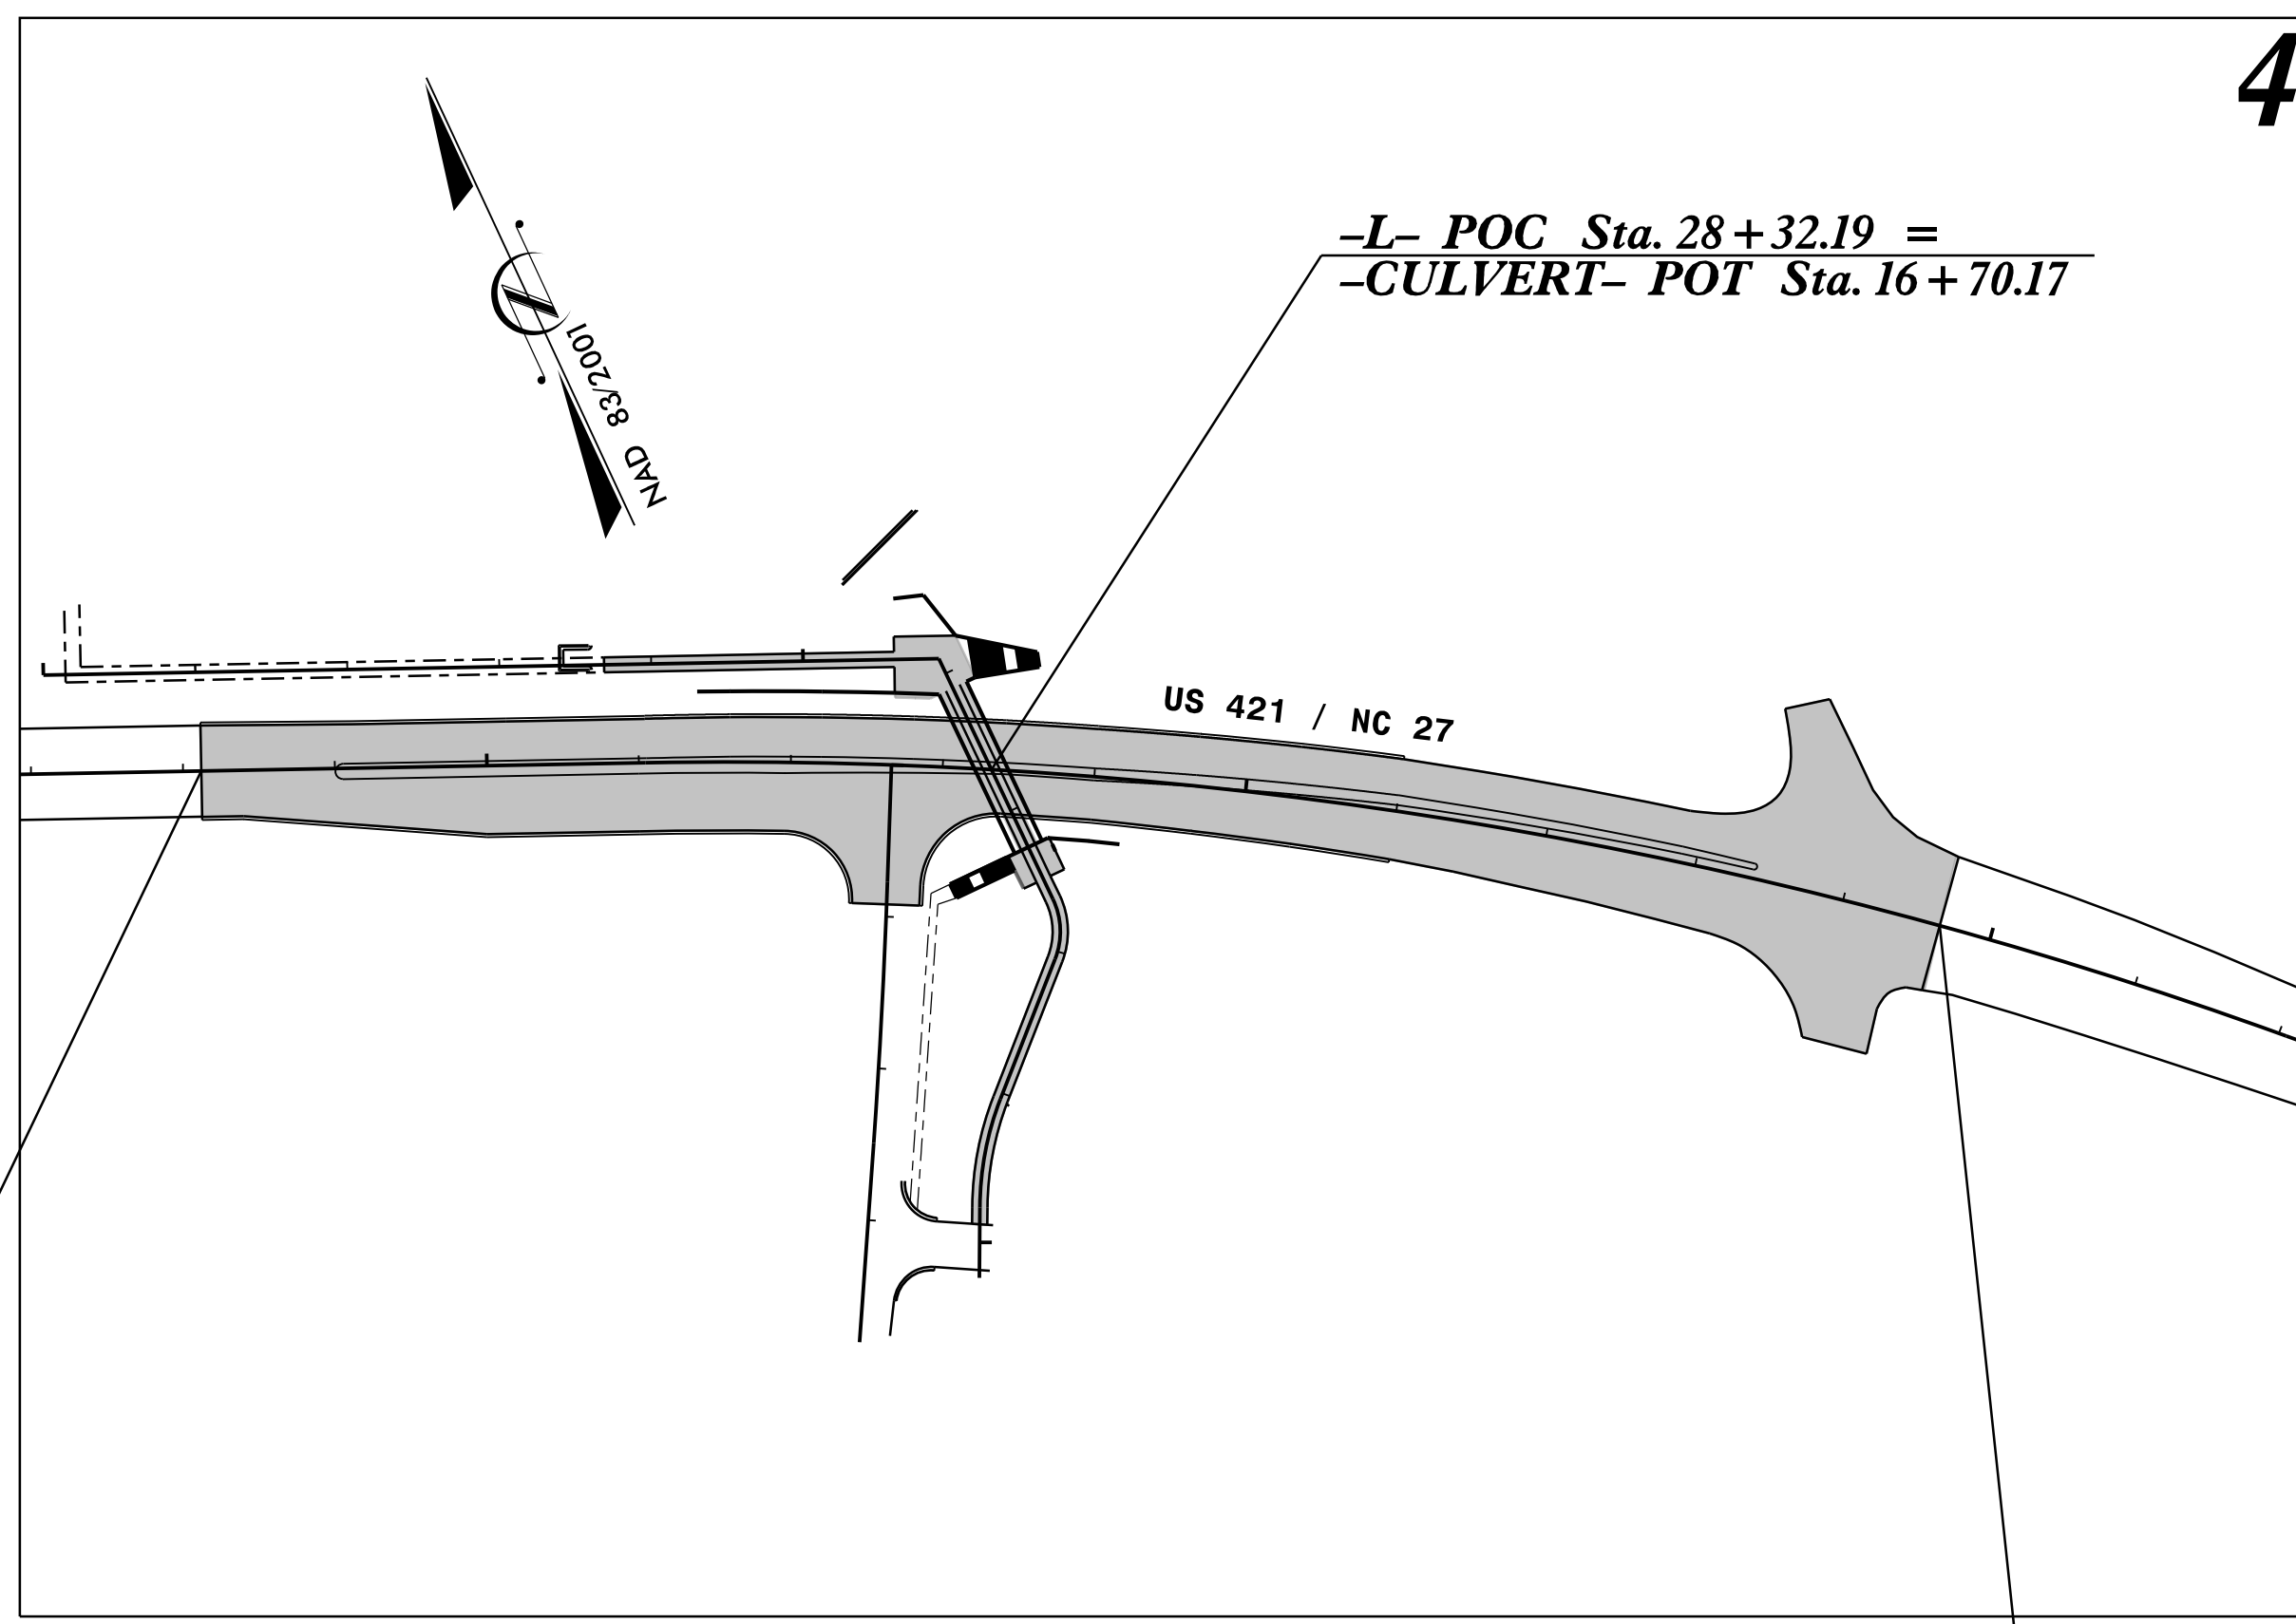 4
–L– POC Sta. 28+32.19 =
–CULVERT– POT Sta. 16+70.17
N
NAD 83/2001
US 421 / NC 27